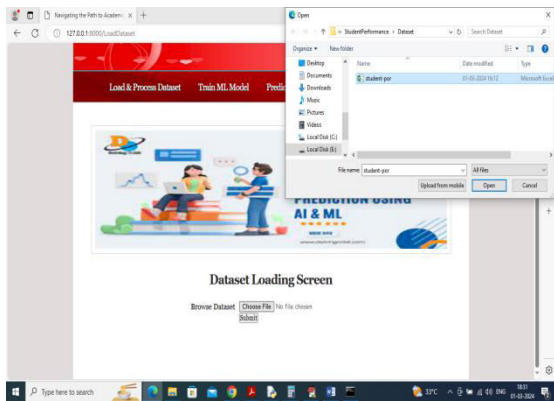 Navigating the Path to Academi
127.0.0.1:8000/LoadDataset
Load & Process Dataset Train ML Model Predic
PREDICTION USING
AI & ML
Dataset Loading Screen
Browse Dataset Choose File No file chosen
Submit
Open
StudentPerformance > Dataset
Search Dataset
Organize New folder
Name Date modified Type
Desktop
Documents
Downloads
Music
Pictures
Videos
Local Disk (C:)
Local Disk (E:)
student-por 01-03-2024 16:12 Microsoft Excel
File name: student-por All Files
Upload from mobile Open Cancel
Type here to search
33°C
ENG
18:31
01-03-2024